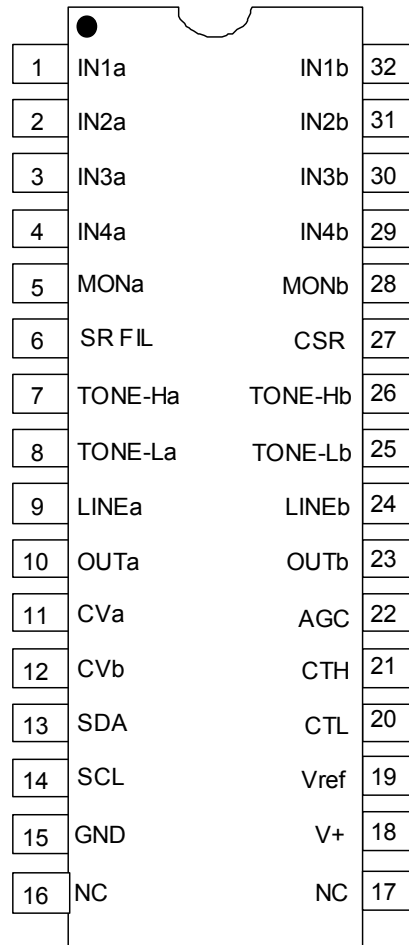 1 IN1a IN1b 32
2 IN2a IN2b 31
3 IN3a IN3b 30
4 IN4a IN4b 29
5 MONa MONb 28
6 SR FIL CSR 27
7 TONE-Ha TONE-Hb 26
8 TONE-La TONE-Lb 25
9 LINEa LINEb 24
10 OUTa OUTb 23
11 CVa AGC 22
12 CVb CTH 21
13 SDA CTL 20
14 SCL Vref 19
15 GND V+ 18
16 NC NC 17